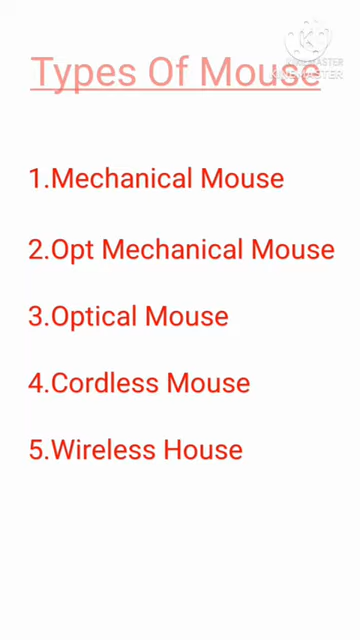 Types Of Mouse
KINEMASTER
1.Mechanical Mouse
2.Opt Mechanical Mouse
3.Optical Mouse
4.Cordless Mouse
5.Wireless House